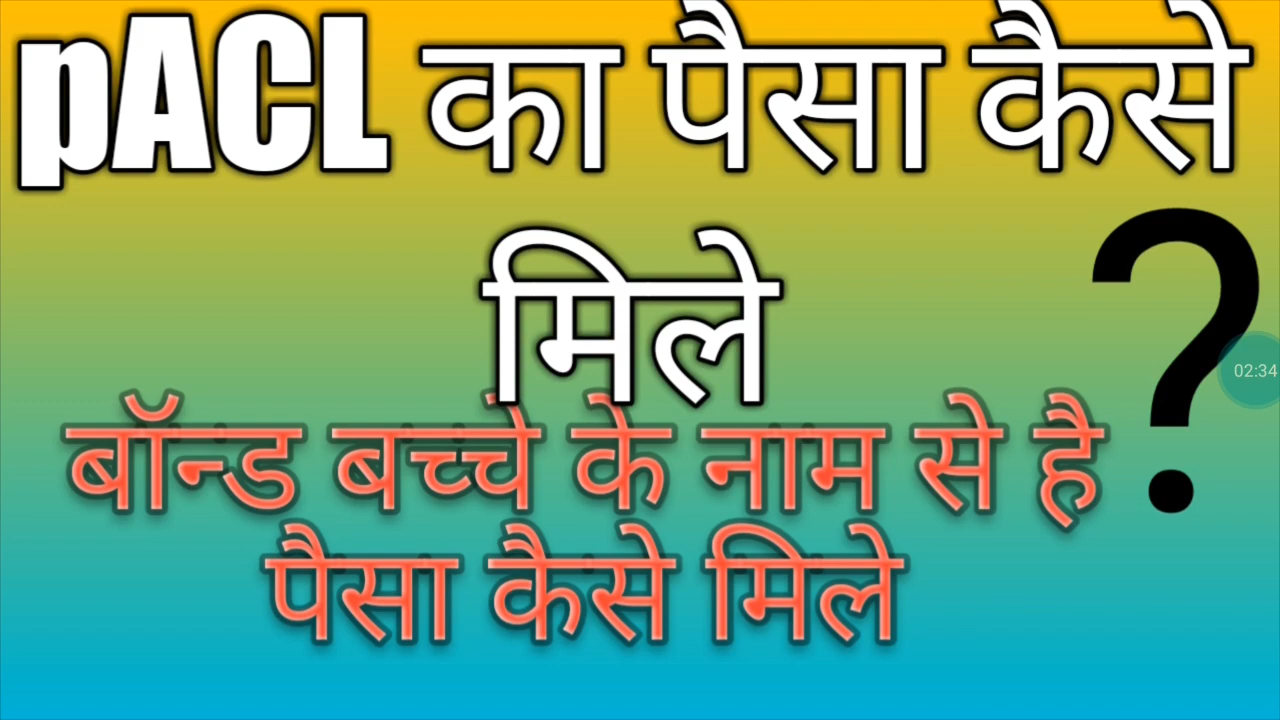 pACL का पैसा कैसे
मिले ?
02:34
बॉन्ड बच्चे के नाम से है
पैसा कैसे मिले